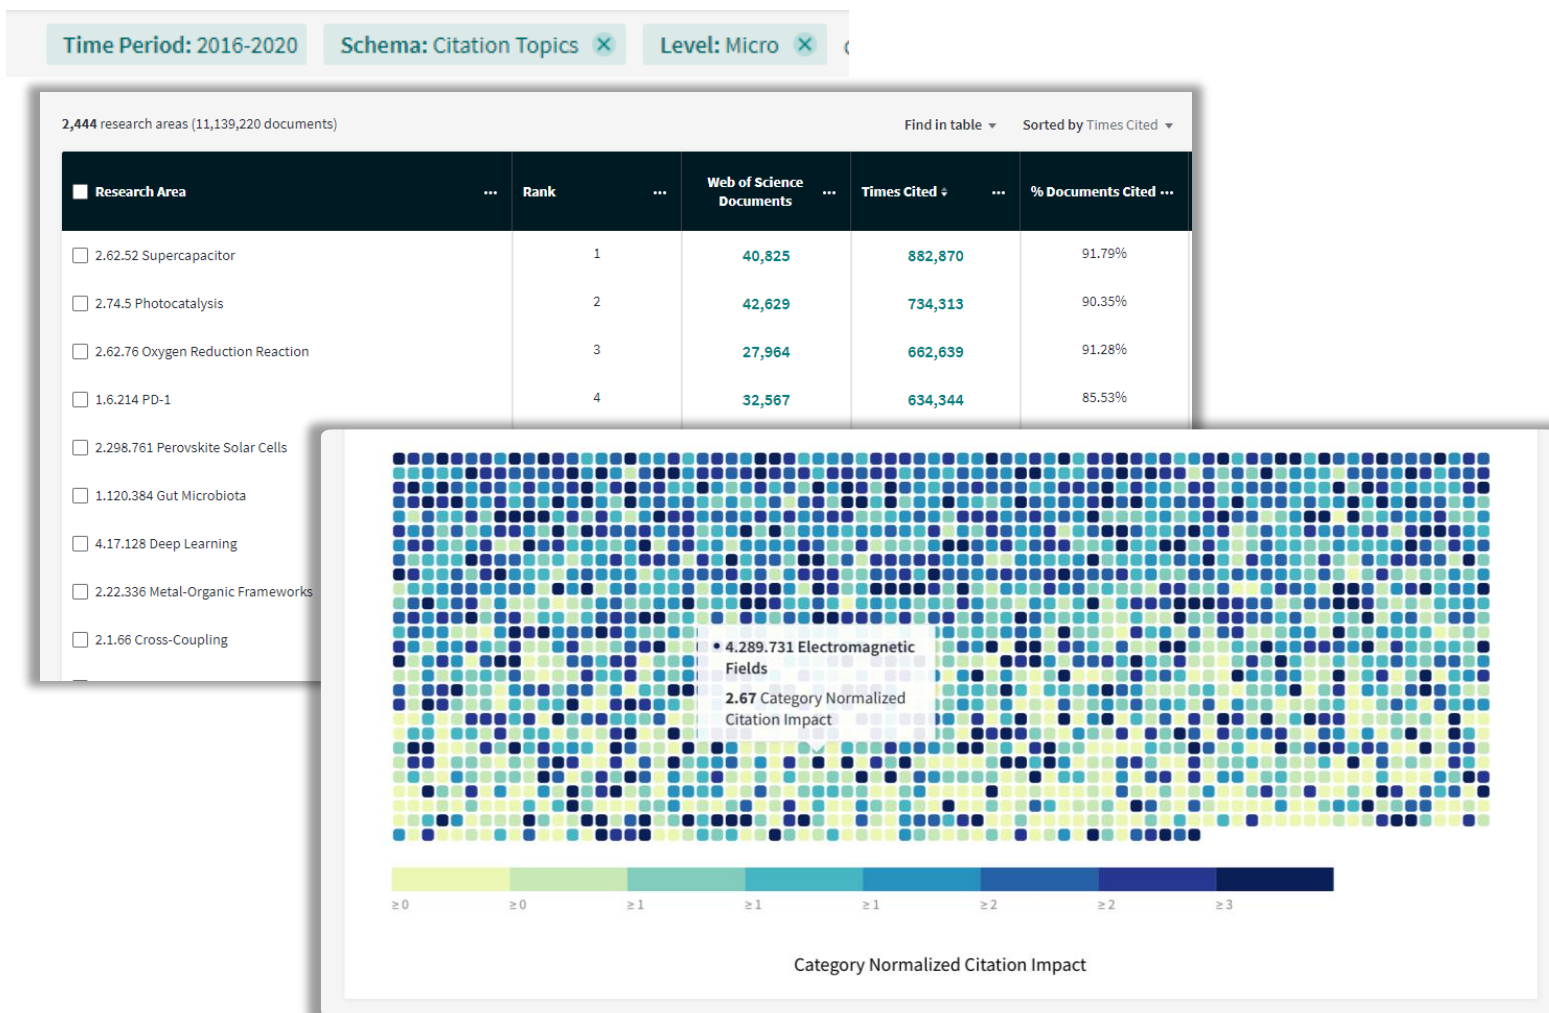 Time Period: 2016-2020 Schema: Citation Topics Level: Micro
2,444 research areas (11,139,220 documents) Find in table Sorted by Times Cited
Research Area ... Rank ... Web of Science Documents ... Times Cited ... % Documents Cited ...
2.62.52 Supercapacitor 1 40,825 882,870 91.79%
2.74.5 Photocatalysis 2 42,629 734,313 90.35%
2.62.76 Oxygen Reduction Reaction 3 27,964 662,639 91.28%
1.6.214 PD-1 4 32,567 634,344 85.53%
2.298.761 Perovskite Solar Cells
1.120.384 Gut Microbiota
4.17.128 Deep Learning
2.22.336 Metal-Organic Frameworks
2.1.66 Cross-Coupling
• 4.289.731 Electromagnetic
Fields
2.67 Category Normalized
Citation Impact
≥ 0 ≥ 0 ≥ 1 ≥ 1 ≥ 1 ≥ 2 ≥ 2 ≥ 3
Category Normalized Citation Impact